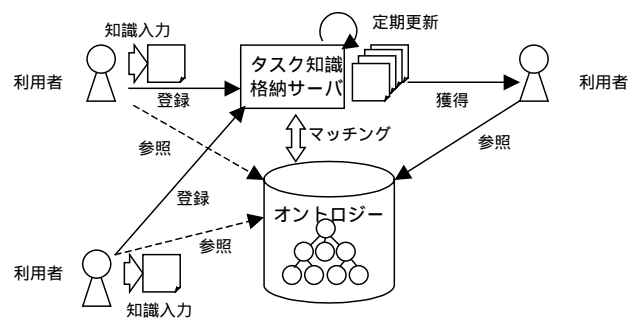 知識入力
定期更新
利用者
タスク知識
格納サーバ
利用者
登録
獲得
参照
マッチング
参照
登録
オントロジー
参照
利用者
知識入力